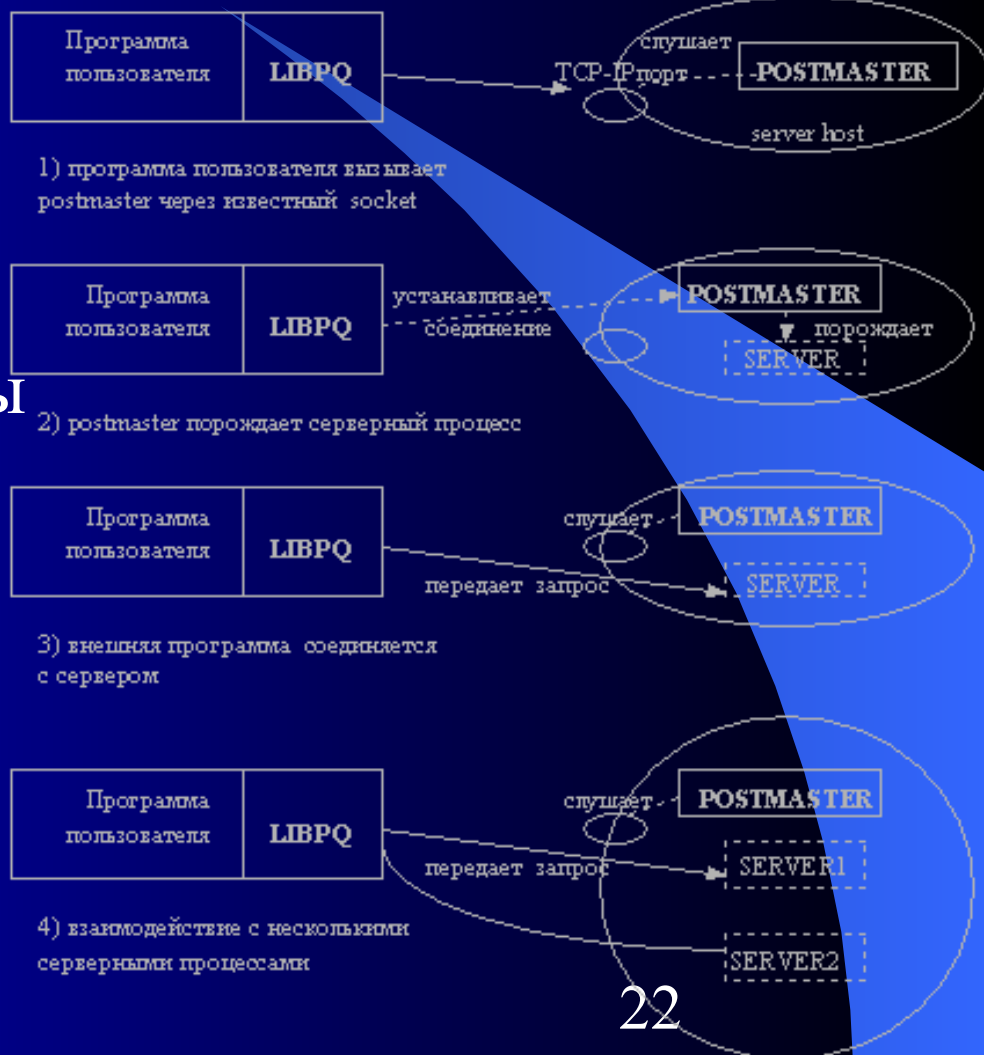 Программа
пользователя
LIBPQ
слушает
TCP-IP порт
POSTMASTER
server host
1) программа пользователя вызывает
postmaster через известный socket
Программа
пользователя
LIBPQ
устанавливает
соединение
POSTMASTER
порождает
SERVER
ы
2) postmaster порождает серверный процесс
Программа
пользователя
LIBPQ
слушает
POSTMASTER
передает запрос
SERVER
3) внешняя программа соединяется
с сервером
Программа
пользователя
LIBPQ
слушает
POSTMASTER
передает запрос
SERVER1
SERVER2
4) взаимодействие с несколькими
серверными процессами
22